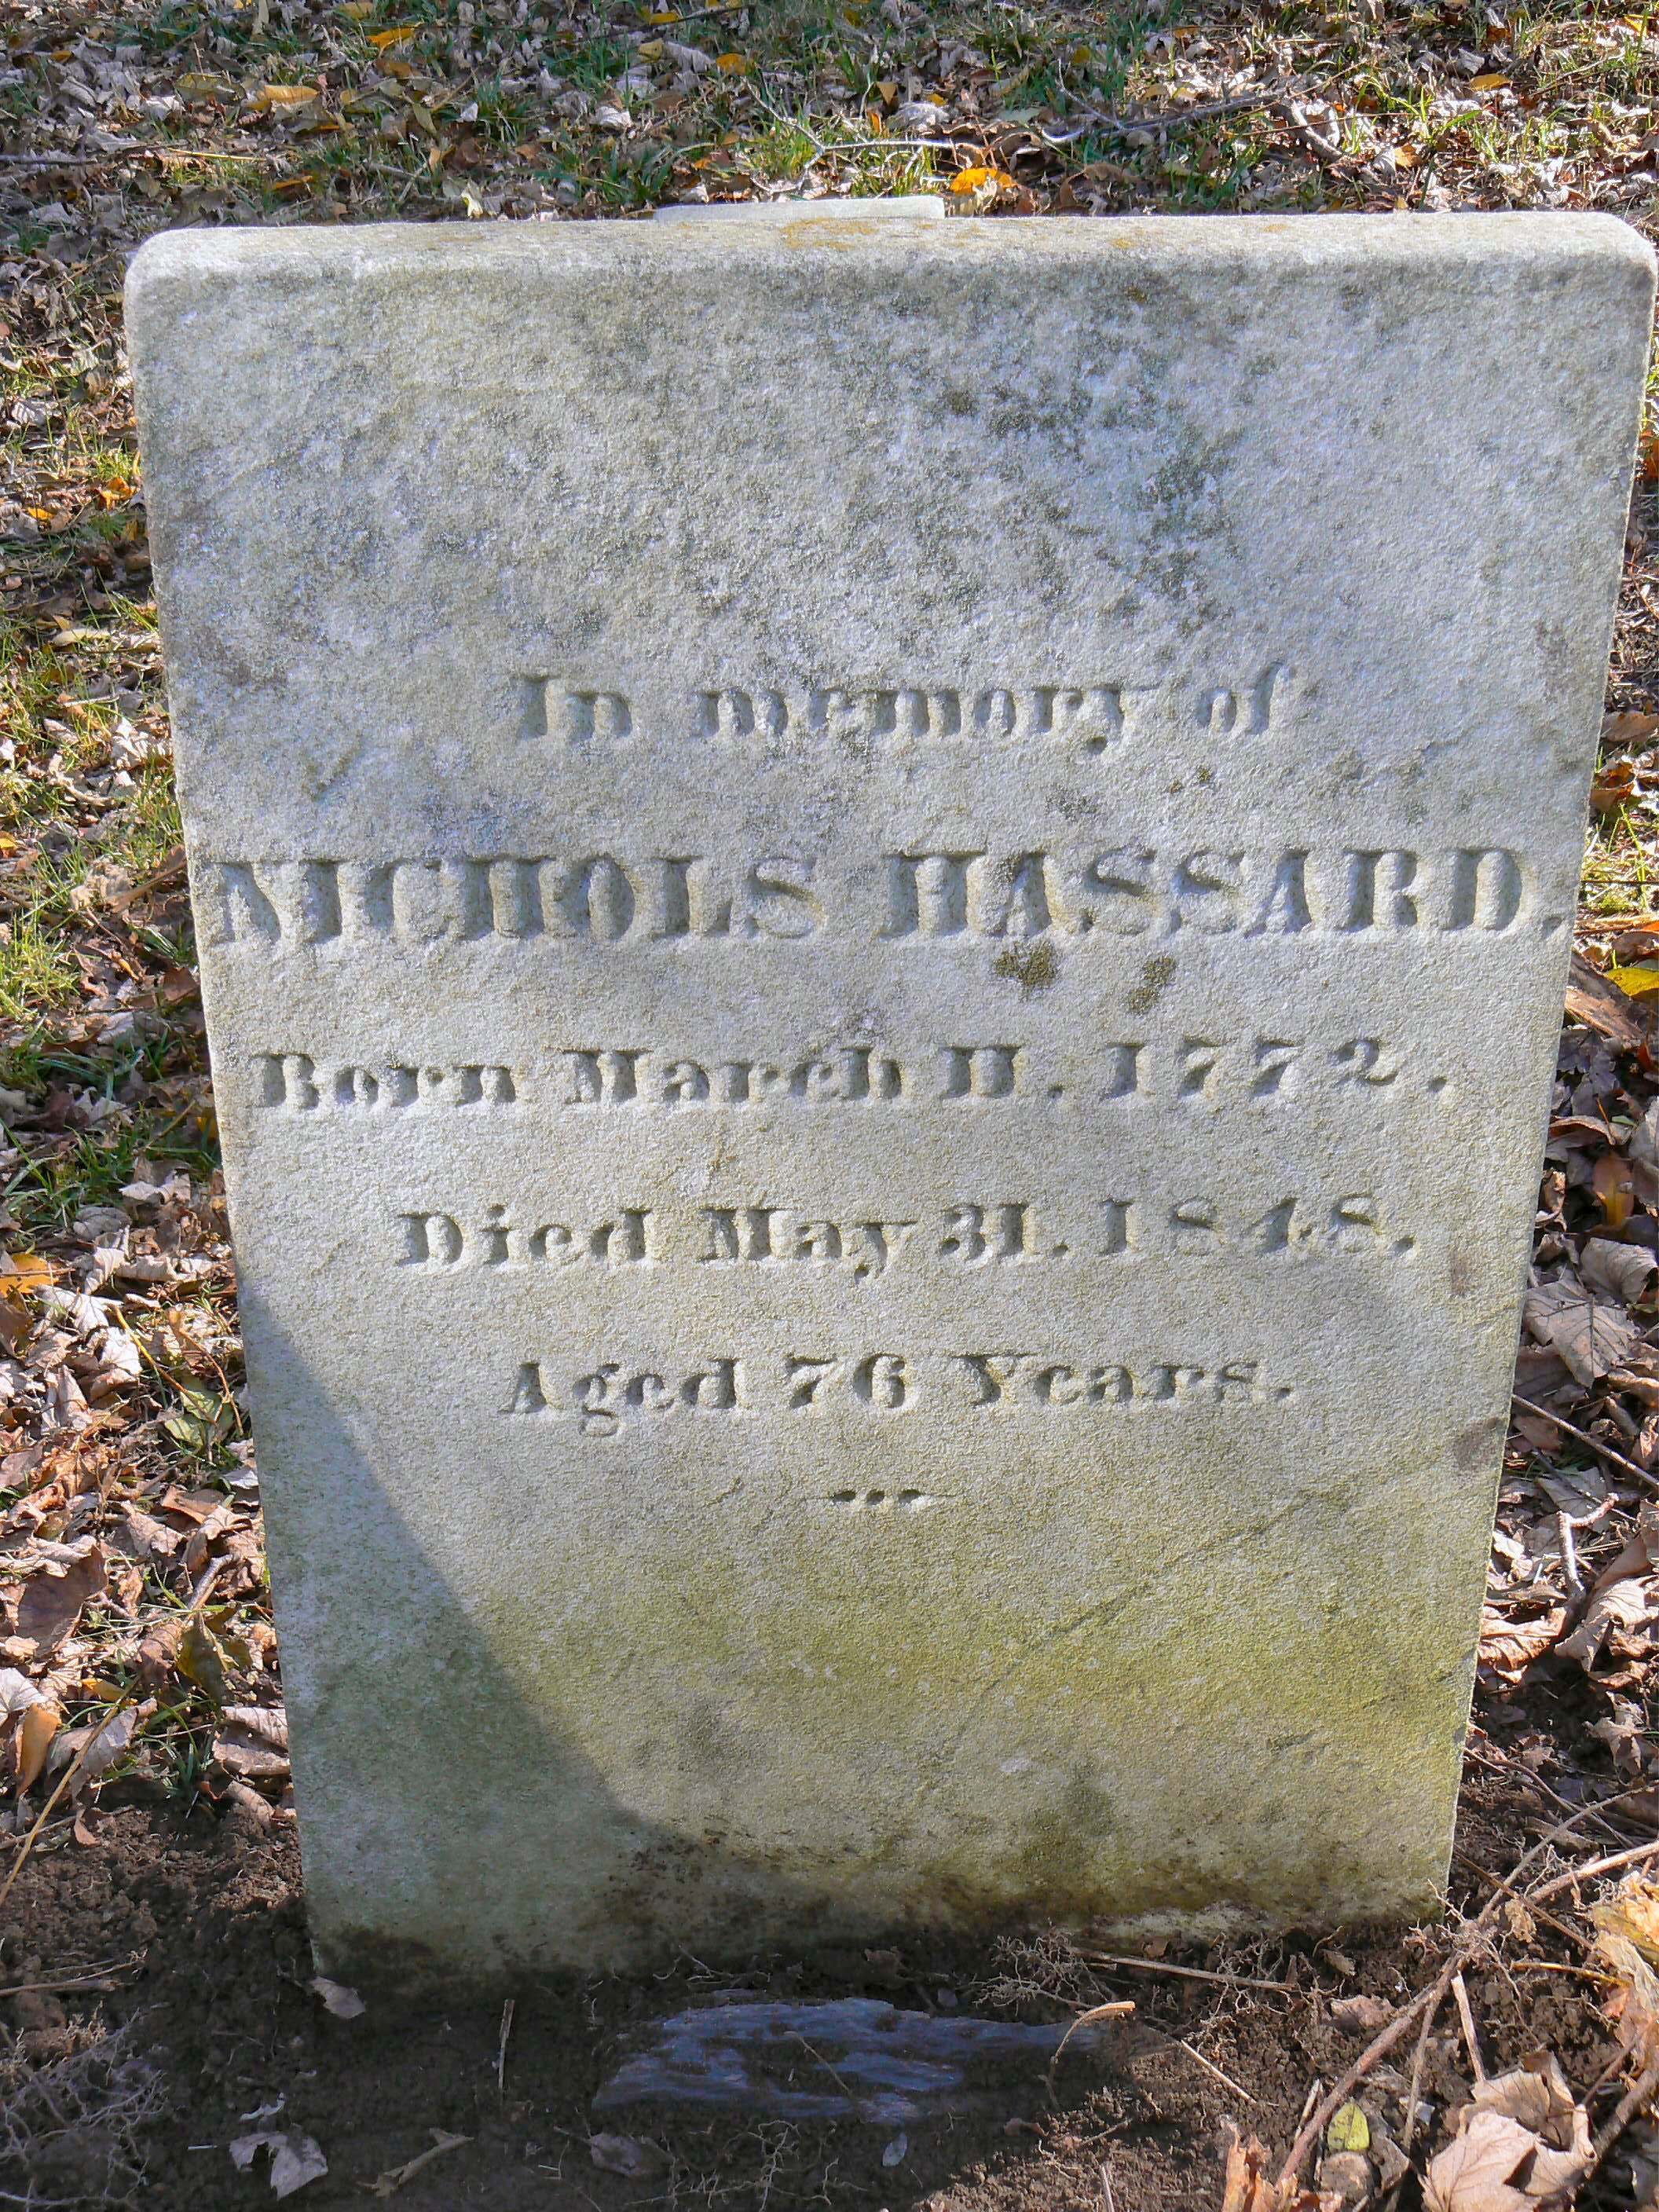 In memory of
NICHOLS HASSARD.
Born March 11. 1772.
Died May 31. 1848.
Aged 76 Years.